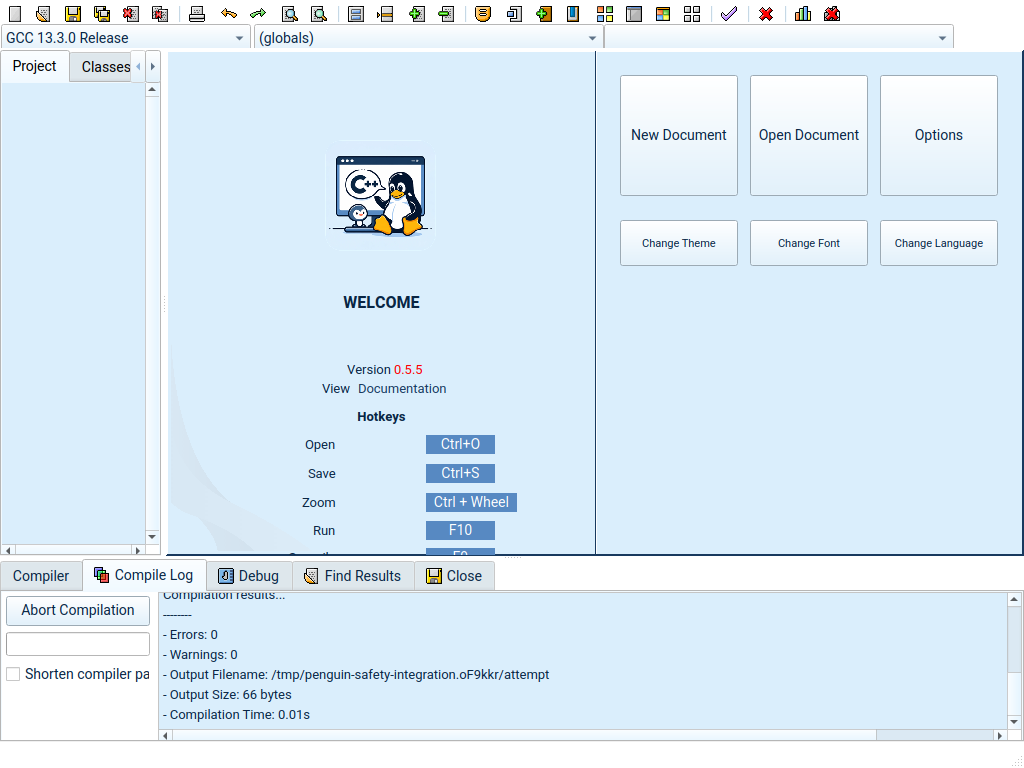 GCC 13.3.0 Release
(globals)
Project
Classes
C++
New Document
Open Document
Options
Change Theme
Change Font
Change Language
WELCOME
Version 0.5.5
View Documentation
Hotkeys
Open Ctrl+O
Save Ctrl+S
Zoom Ctrl + Wheel
Run F10
Compiler
Compile Log
Debug
Find Results
Close
Abort Compilation
Shorten compiler pa
Compilation results...
--------
- Errors: 0
- Warnings: 0
- Output Filename: /tmp/penguin-safety-integration.oF9kkr/attempt
- Output Size: 66 bytes
- Compilation Time: 0.01s